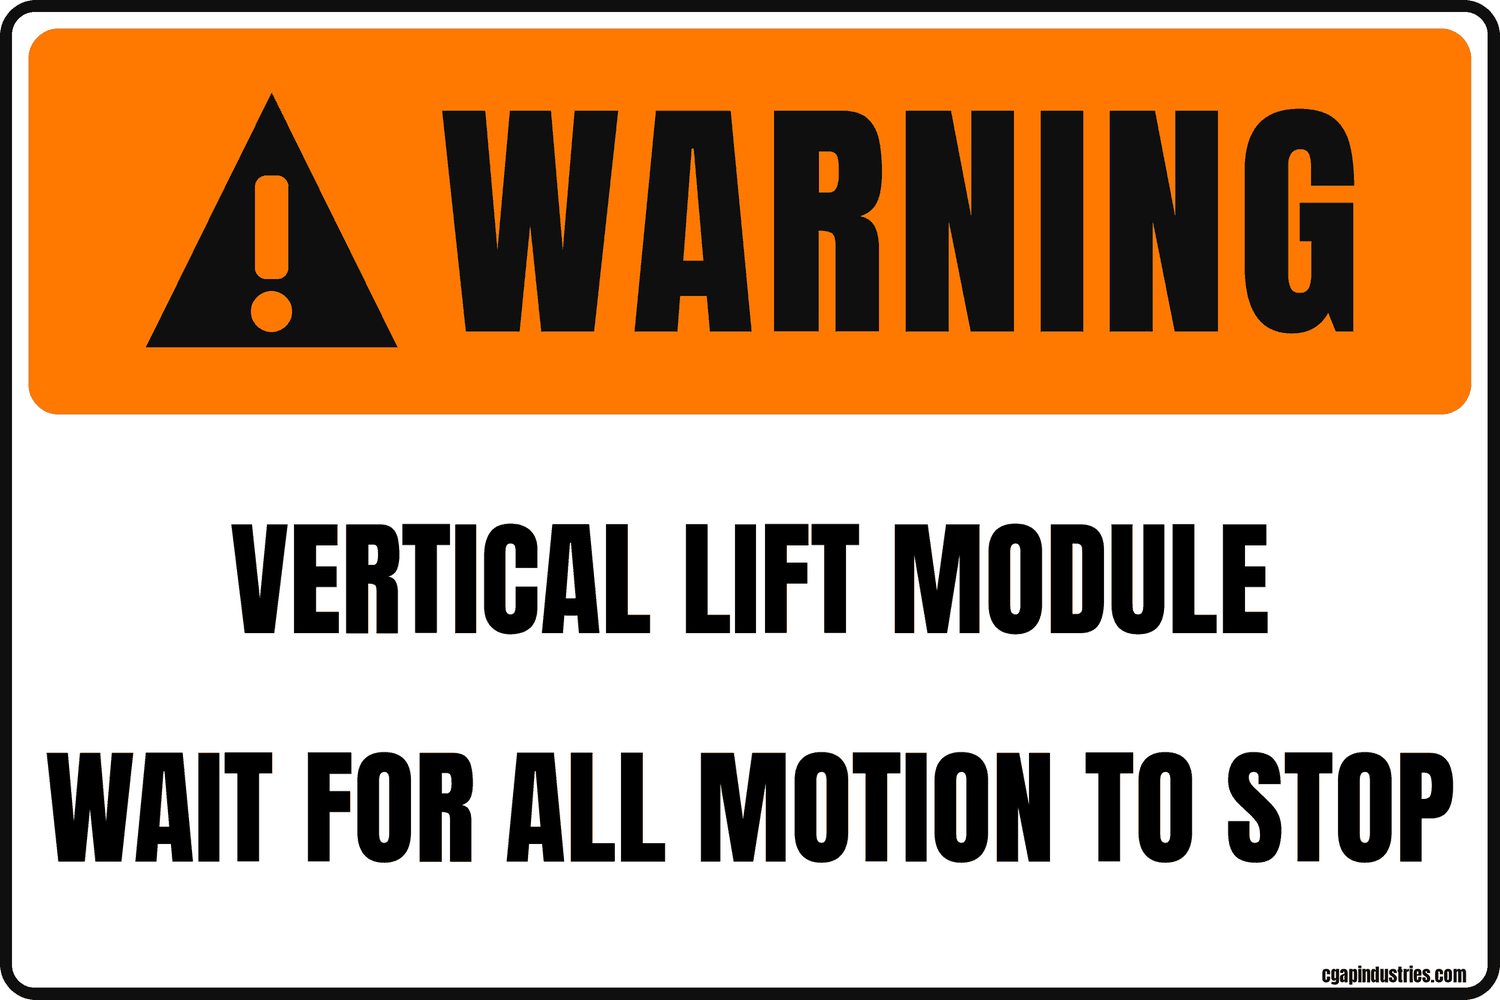 WARNING
VERTICAL LIFT MODULE
WAIT FOR ALL MOTION TO STOP
cgapindustries.com